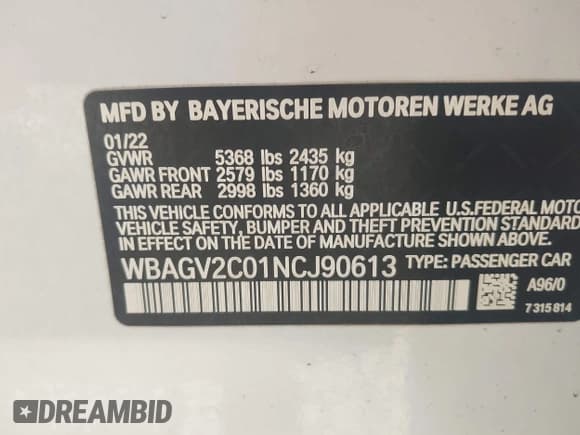 MFD BY BAYERISCHE MOTOREN WERKE AG
01/22
GVWR 5368 lbs 2435 kg
GAWR FRONT 2579 lbs 1170 kg
GAWR REAR 2998 lbs 1360 kg
THIS VEHICLE CONFORMS TO ALL APPLICABLE U.S.FEDERAL MOTO
VEHICLE SAFETY, BUMPER AND THEFT PREVENTION STANDARD
IN EFFECT ON THE DATE OF MANUFACTURE SHOWN ABOVE.
WBAGV2C01NCJ90613 TYPE: PASSENGER CAR
A96/0
7315814
DREAMBID